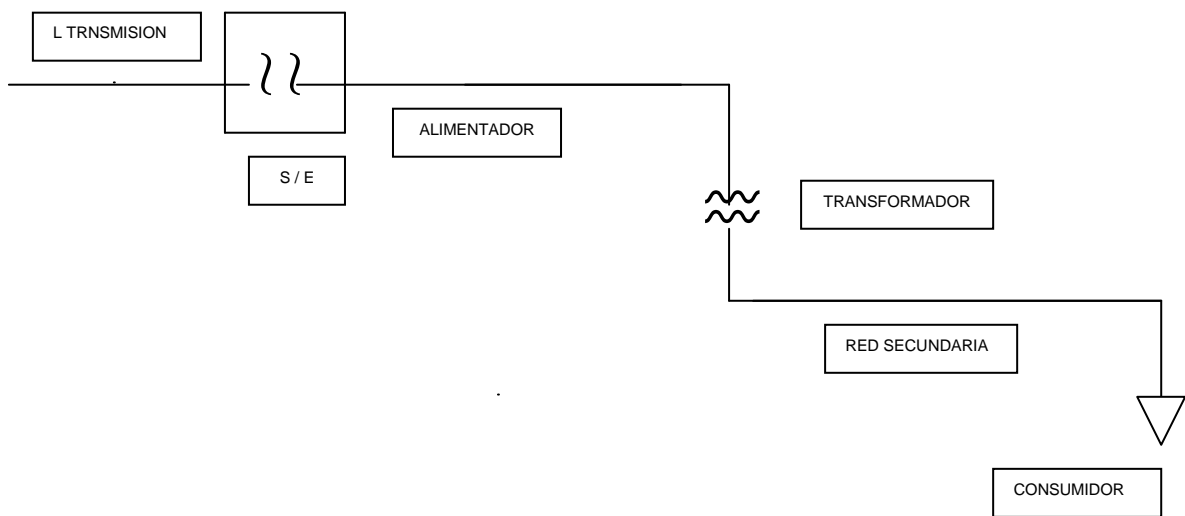 L TRNSMISION
ALIMENTADOR
S / E
TRANSFORMADOR
RED SECUNDARIA
CONSUMIDOR